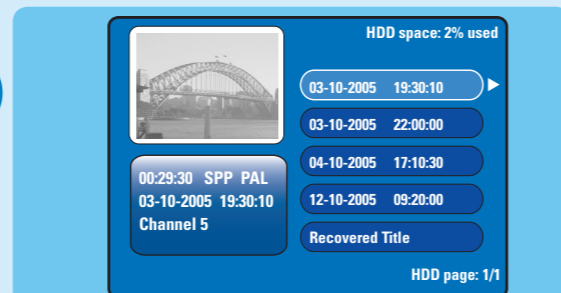 HDD space: 2% used
03-10-2005 19:30:10
03-10-2005 22:00:00
04-10-2005 17:10:30
12-10-2005 09:20:00
Recovered Title
00:29:30 SPP PAL
03-10-2005 19:30:10
Channel 5
HDD page: 1/1